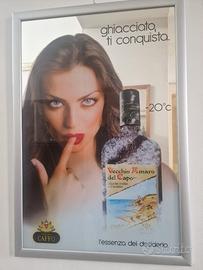 ghiacciato,
ti conquista.
-20°c
Vecchio Amaro
del Capo
CAFFO
l'essenza del desiderio.